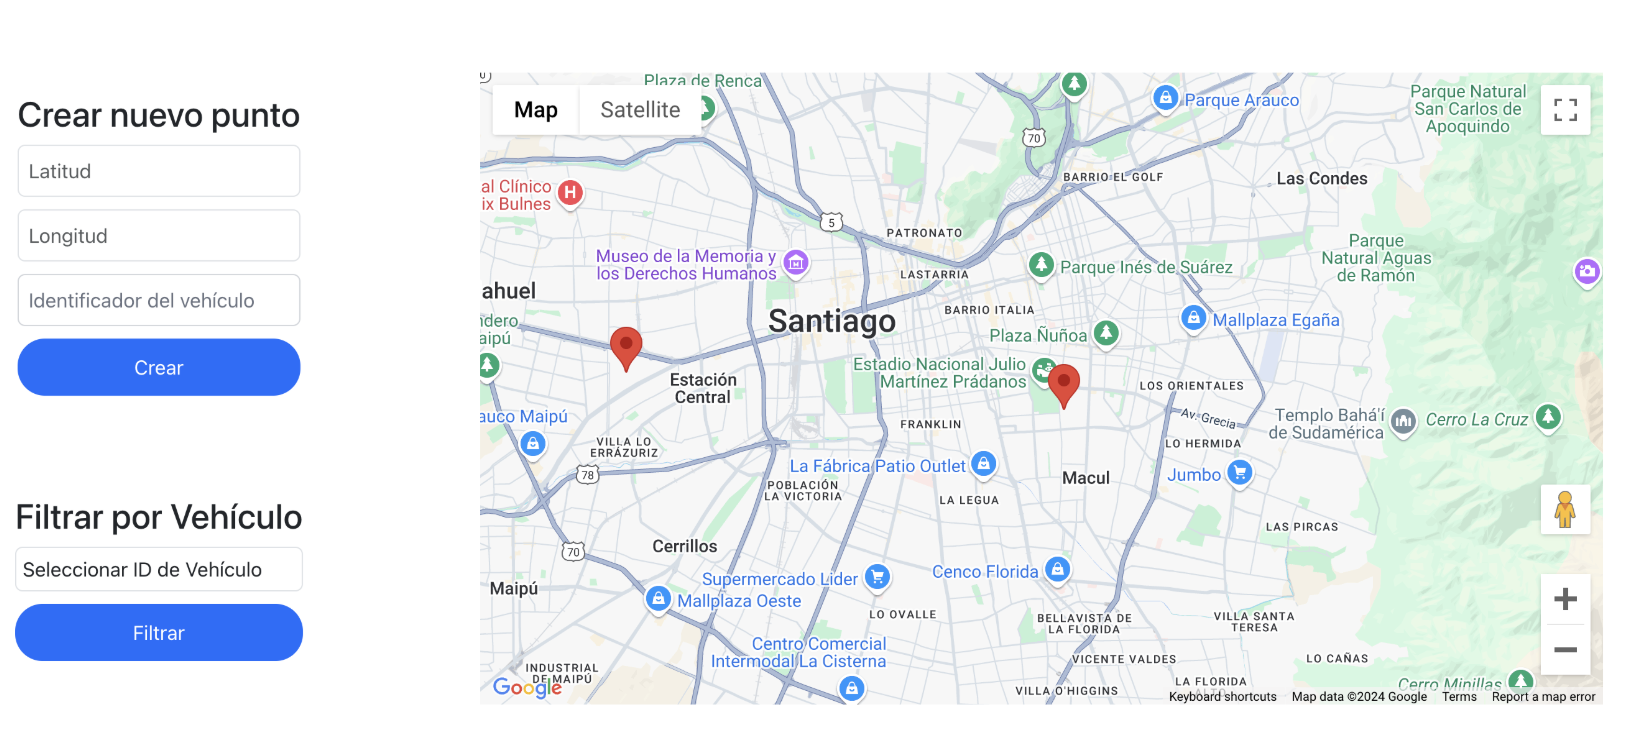 Crear nuevo punto
Latitud
Longitud
Identificador del vehículo
Crear
Filtrar por Vehículo
Seleccionar ID de Vehículo
Filtrar
Plaza de Renca
Map
Satellite
70
Parque Arauco
Parque Natural
San Carlos de
Apoquindo
al Clínico
ix Bulnes
H
BARRIO EL GOLF
Las Condes
5
PATRONATO
Museo de la Memoria y
los Derechos Humanos
LASTARRIA
Parque Inés de Suárez
Parque
Natural Aguas
de Ramón
ahuel
Santiago
BARRIO ITALIA
Mallplaza Egaña
ndero
aipú
Plaza Ñuñoa
Estadio Nacional Julio
Martínez Prádanos
Estación
Central
LOS ORIENTALES
Av. Grecia
Templo Bahá'í
de Sudamérica
Cerro La Cruz
auco Maipú
FRANKLIN
VILLA LO
ERRÁZURIZ
LO HERMIDA
78
La Fábrica Patio Outlet
Macul
Jumbo
POBLACIÓN
LA VICTORIA
LA LEGUA
LAS PIRCAS
70
Cerrillos
Maipú
Supermercado Lider
Cenco Florida
Mallplaza Oeste
LO OVALLE
BELLAVISTA DE
LA FLORIDA
VILLA SANTA
TERESA
Centro Comercial
Intermodal La Cisterna
VICENTE VALDES
LO CAÑAS
INDUSTRIAL
DE MAIPÚ
Google
VILLA O'HIGGINS
LA FLORIDA
ALTO
Cerro Minillas
Keyboard shortcuts
Map data ©2024 Google
Terms
Report a map error